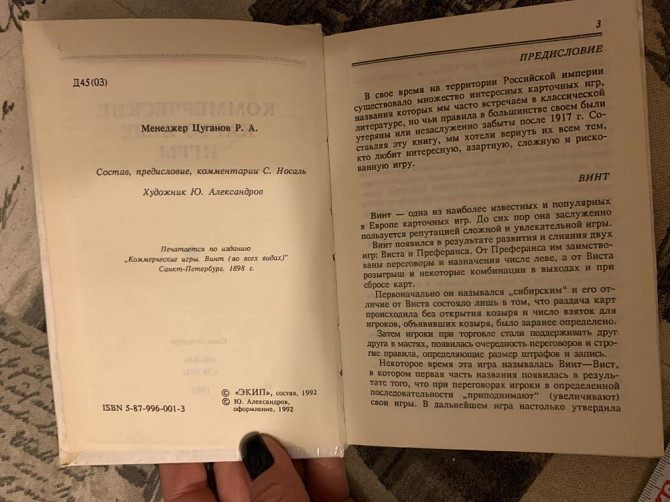 Д45(03)
Менеджер Цуганов Р. А.
Состав, предисловие, комментарии С. Носаль
Художник Ю. Александров
Печатается по изданию
„Коммерческие игры. Винт (во всех видах)"
Санкт-Петербург. 1898 г.
© «ЭКИП», состав, 1992
© Ю. Александров,
оформление, 1992
ISBN 5-87-996-001-3
3
ПРЕДИСЛОВИЕ
В свое время на территории Российской империи
существовало множество интересных карточных игр,
названия которых мы часто встречаем в классической
литературе, но чьи правила в большинстве своем были
утеряны или незаслуженно забыты после 1917 г. Со-
ставляя эту книгу, мы хотели вернуть их всем тем,
кто любит интересную, азартную, сложную и риско-
ванную игру.
ВИНТ
Винт — одна из наиболее известных и популярных
в Европе карточных игр. До сих пор она заслуженно
пользуется репутацией сложной и увлекательной игры.
Винт появился в результате развития и слияния двух
игр: Виста и Преферанса. От Преферанса им заимство-
ваны переговоры и назначения числе леве, а от Виста
розыгрыш и некоторые комбинации в выходах и при
сбросе карт.
Первоначально он назывался „сибирским" и его от-
личие от Виста состояло лишь в том, что раздача карт
происходила без открытия козыря и число взяток для
игроков, объявивших козыря, было заранее определено.
Затем игроки при торговле стали поддерживать друг
друга в мастях, появилась очередность переговоров и стро-
гие правила, определяющие размер штрафов и запись.
Некоторое время эта игра называлась Винт—Вист,
в котором первая часть названия появилась в резуль-
тате того, что при переговорах игроки в определенной
последовательности „приподнимают" (увеличивают)
свои игры. В дальнейшем игра настолько утвердила